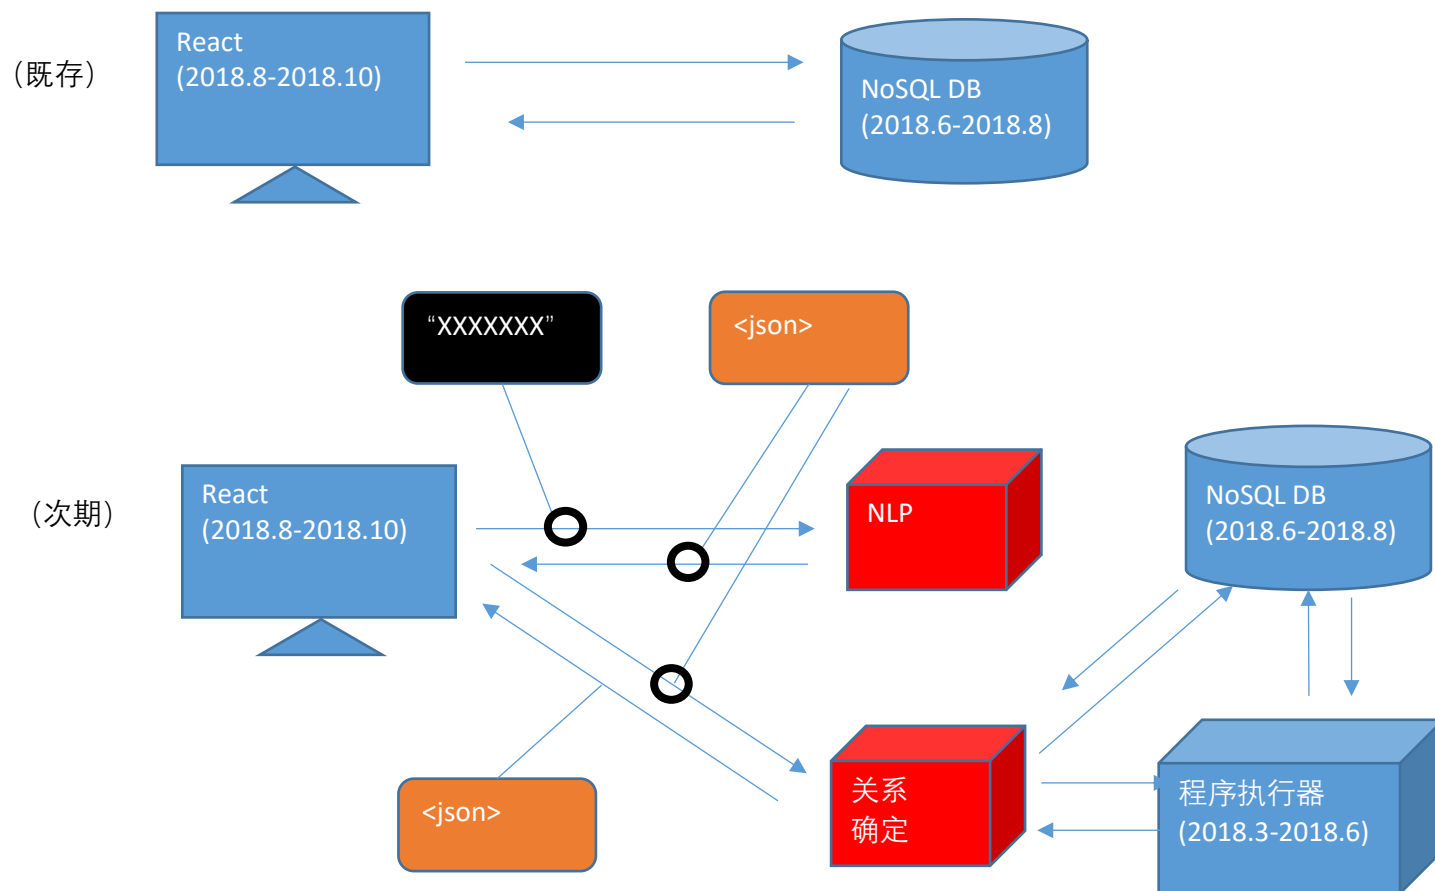 (既存)
React
(2018.8-2018.10)
NoSQL DB
(2018.6-2018.8)
“XXXXXXX”
<json>
(次期)
React
(2018.8-2018.10)
NLP
NoSQL DB
(2018.6-2018.8)
<json>
关系
确定
程序执行器
(2018.3-2018.6)